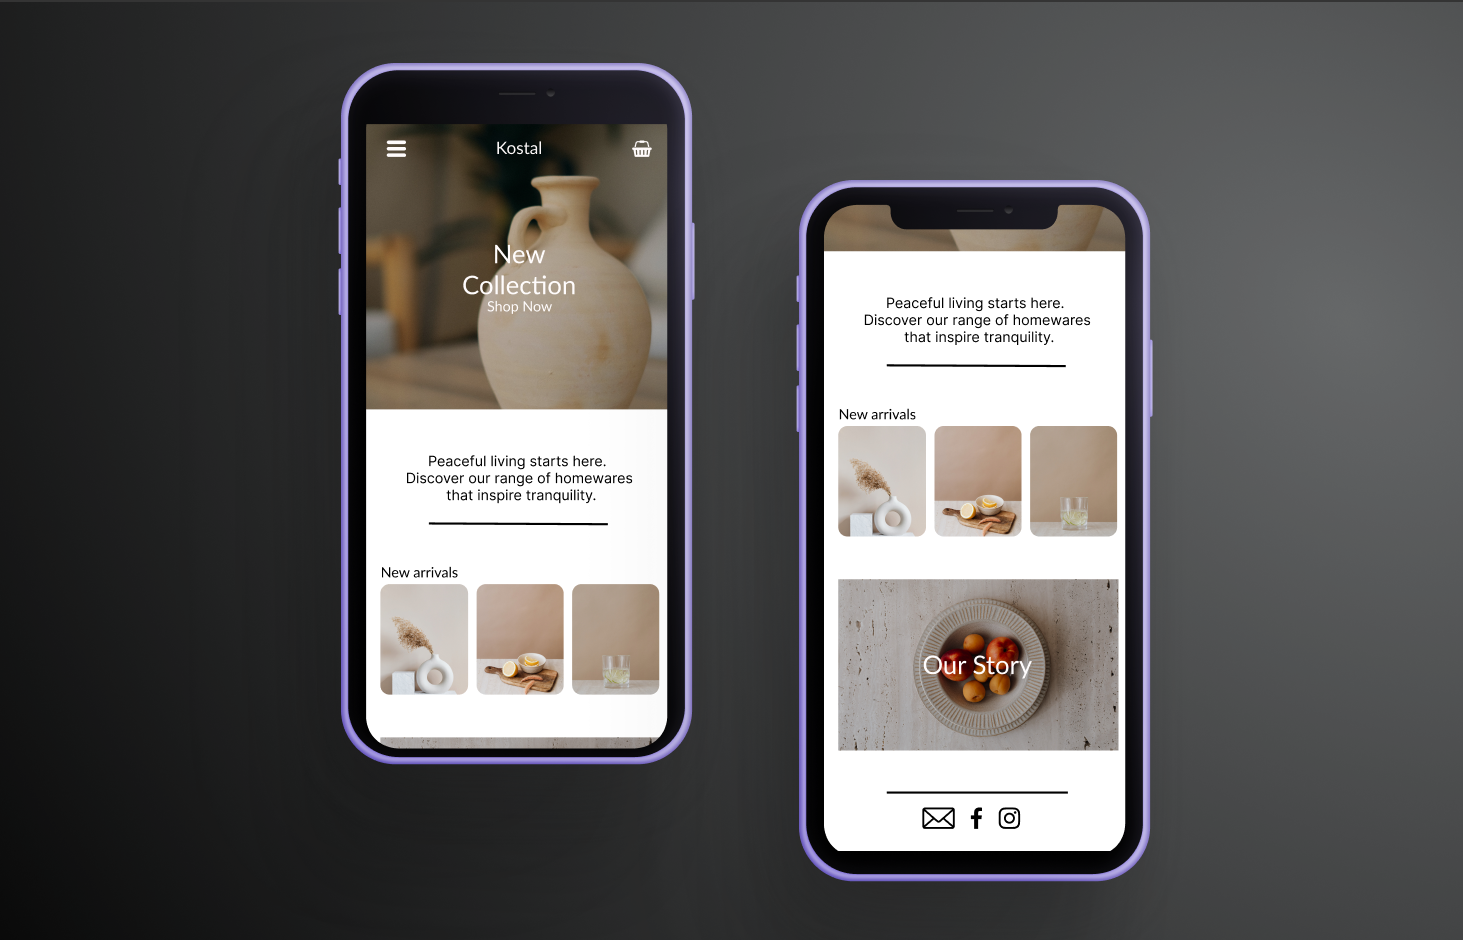 Kostal
New
Collection
Shop Now
Peaceful living starts here.
Discover our range of homewares
that inspire tranquility.
New arrivals
Peaceful living starts here.
Discover our range of homewares
that inspire tranquility.
New arrivals
Our Story